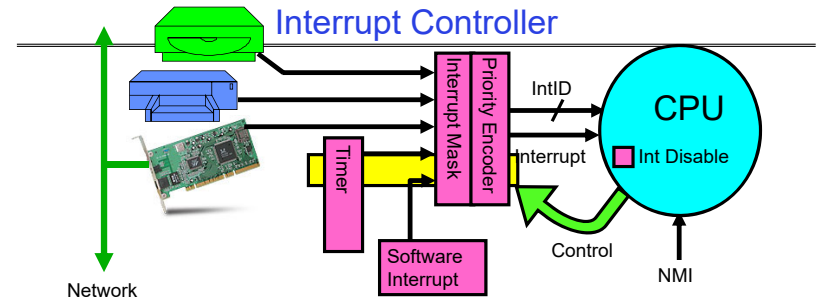 Interrupt Controller
Interrupt Mask
Priority Encoder
IntID
CPU
Interrupt
Int Disable
Timer
Software
Interrupt
Control
NMI
Network